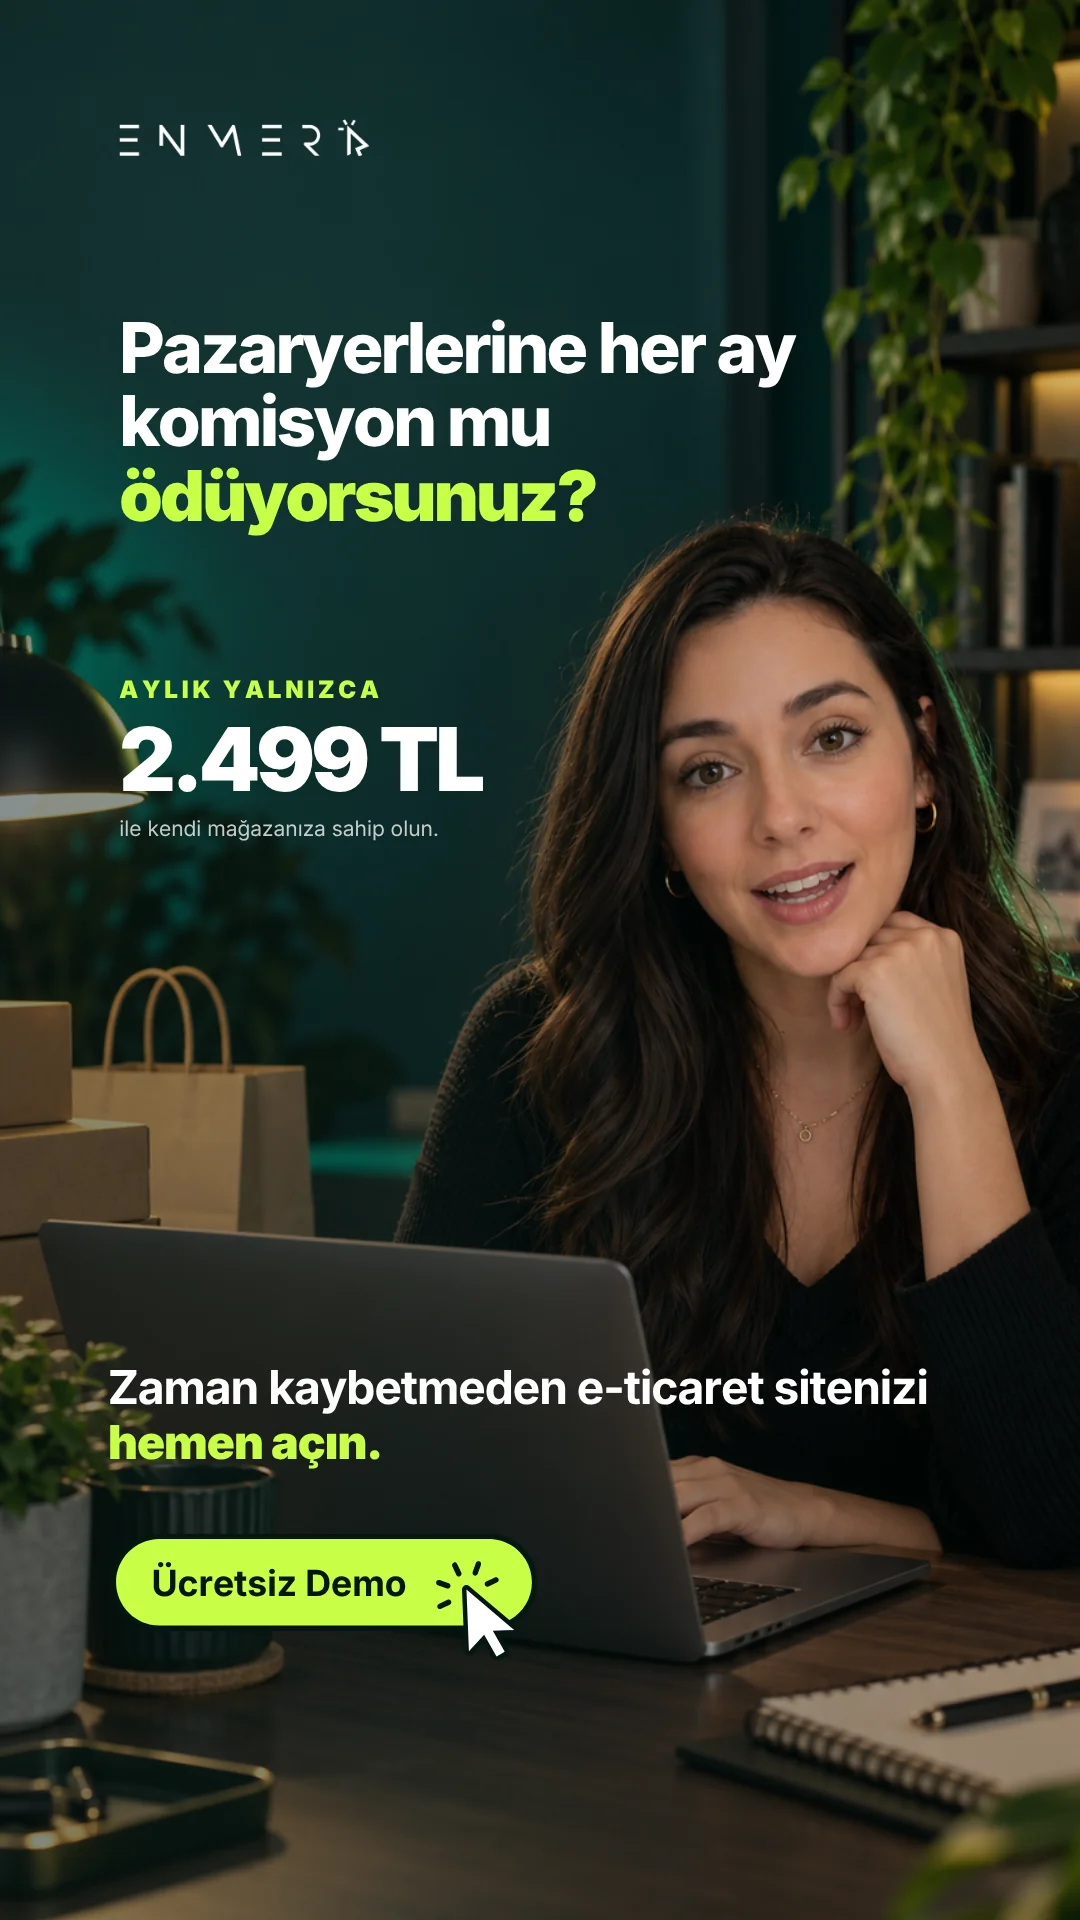 ENMERA
Pazaryerlerine her ay
komisyon mu
ödüyorsunuz?
AYLIK YALNIZCA
2.499 TL
ile kendi mağazanıza sahip olun.
Zaman kaybetmeden e-ticaret sitenizi
hemen açın.
Ücretsiz Demo